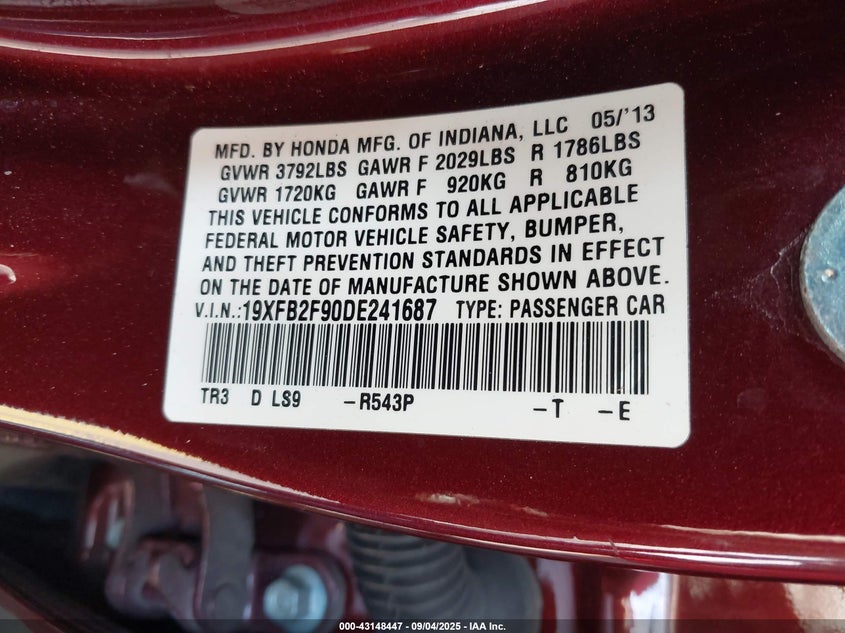 MFD. BY HONDA MFG. OF INDIANA, LLC 05/'13
GVWR 3792LBS GAWR F 2029LBS R 1786LBS
GVWR 1720KG GAWR F 920KG R 810KG
THIS VEHICLE CONFORMS TO ALL APPLICABLE
FEDERAL MOTOR VEHICLE SAFETY, BUMPER,
AND THEFT PREVENTION STANDARDS IN EFFECT
ON THE DATE OF MANUFACTURE SHOWN ABOVE.
V.I.N.:19XFB2F90DE241687 TYPE: PASSENGER CAR
TR3 D LS9 -R543P -T -E
000-43148447 - 09/04/2025 - IAA Inc.